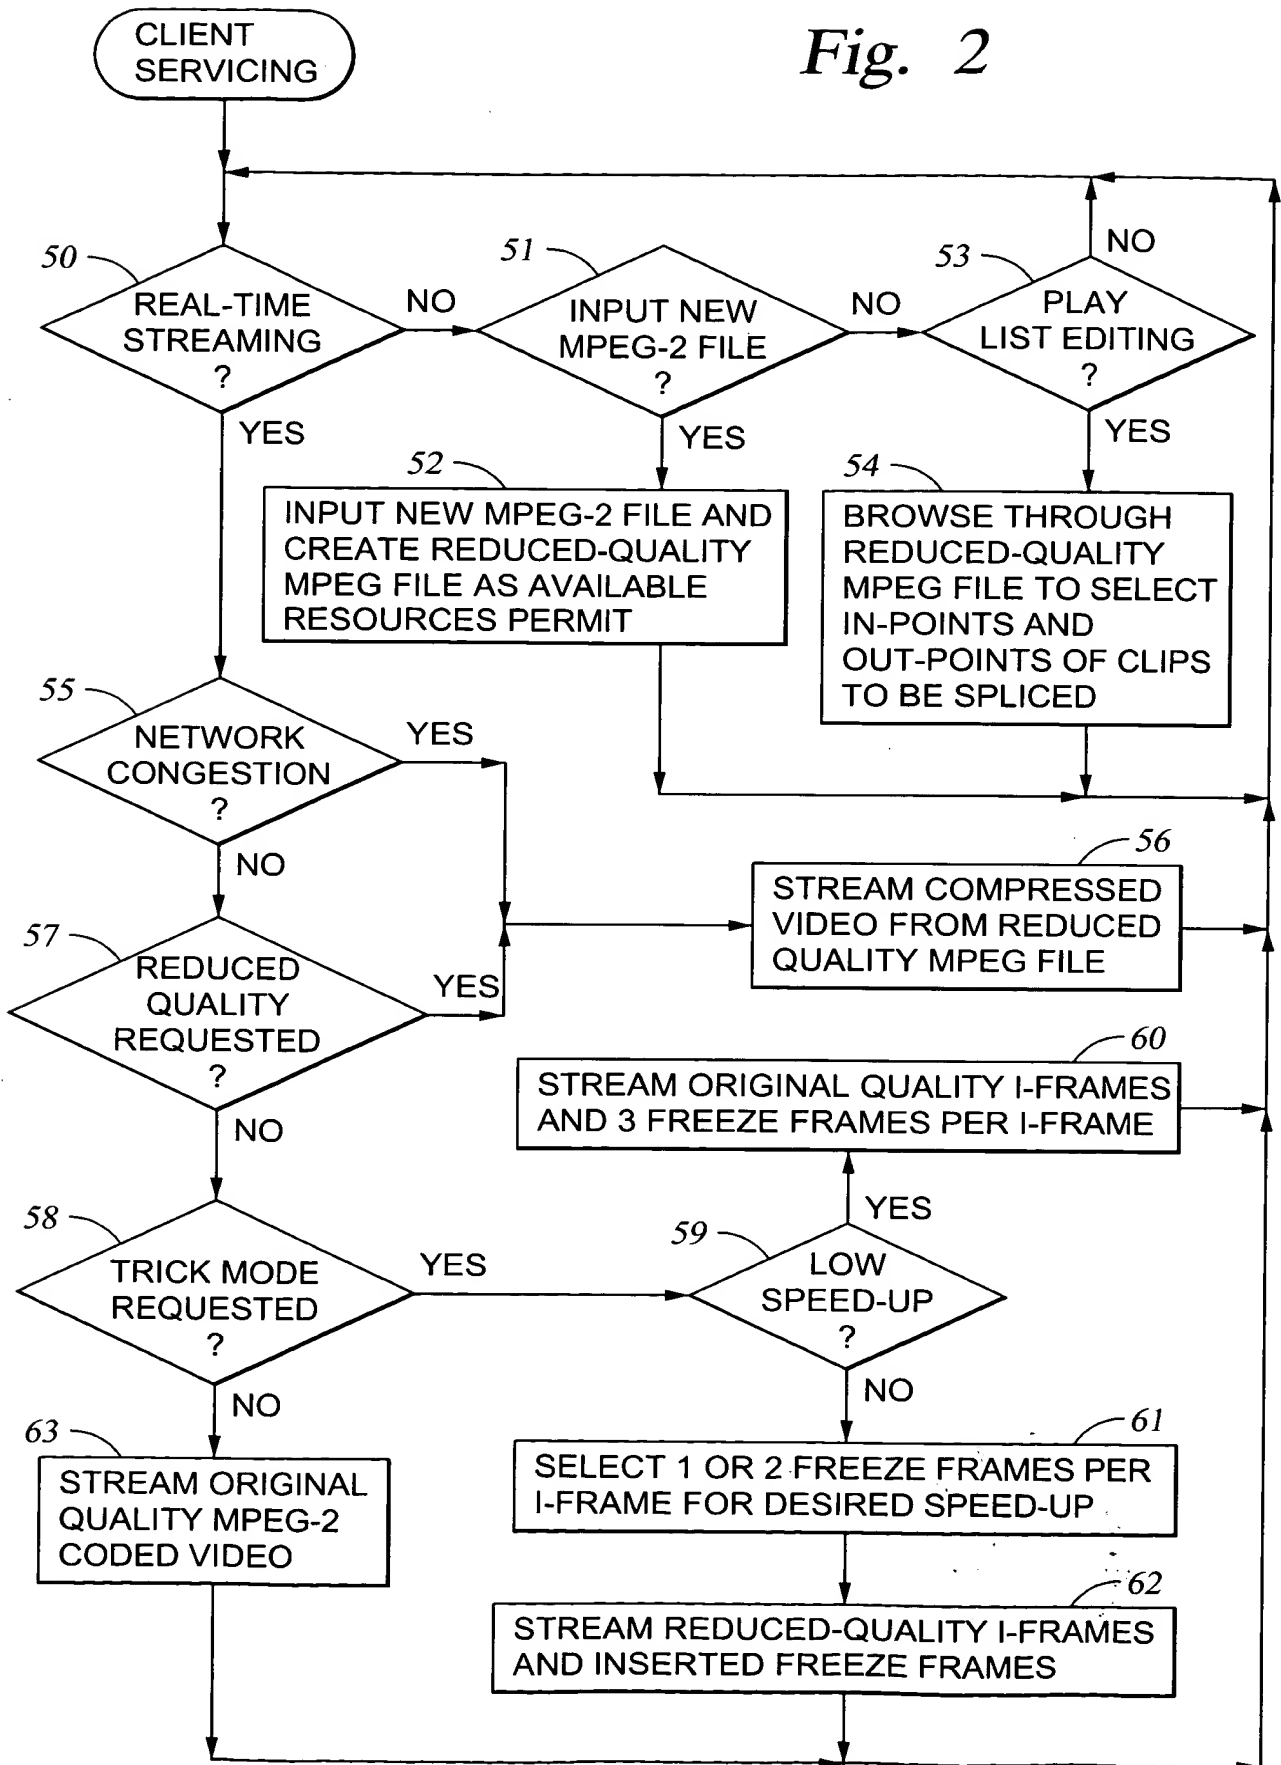 Fig. 2
CLIENT
SERVICING
50
REAL-TIME
STREAMING
?
NO
YES
51
INPUT NEW
MPEG-2 FILE
?
NO
YES
53
PLAY
LIST EDITING
?
NO
YES
52
INPUT NEW MPEG-2 FILE AND
CREATE REDUCED-QUALITY
MPEG FILE AS AVAILABLE
RESOURCES PERMIT
54
BROWSE THROUGH
REDUCED-QUALITY
MPEG FILE TO SELECT
IN-POINTS AND
OUT-POINTS OF CLIPS
TO BE SPLICED
55
NETWORK
CONGESTION
?
YES
NO
56
STREAM COMPRESSED
VIDEO FROM REDUCED
QUALITY MPEG FILE
57
REDUCED
QUALITY
REQUESTED
?
YES
NO
60
STREAM ORIGINAL QUALITY I-FRAMES
AND 3 FREEZE FRAMES PER I-FRAME
58
TRICK MODE
REQUESTED
?
YES
NO
59
LOW
SPEED-UP
?
YES
NO
63
STREAM ORIGINAL
QUALITY MPEG-2
CODED VIDEO
61
SELECT 1 OR 2 FREEZE FRAMES PER
I-FRAME FOR DESIRED SPEED-UP
62
STREAM REDUCED-QUALITY I-FRAMES
AND INSERTED FREEZE FRAMES